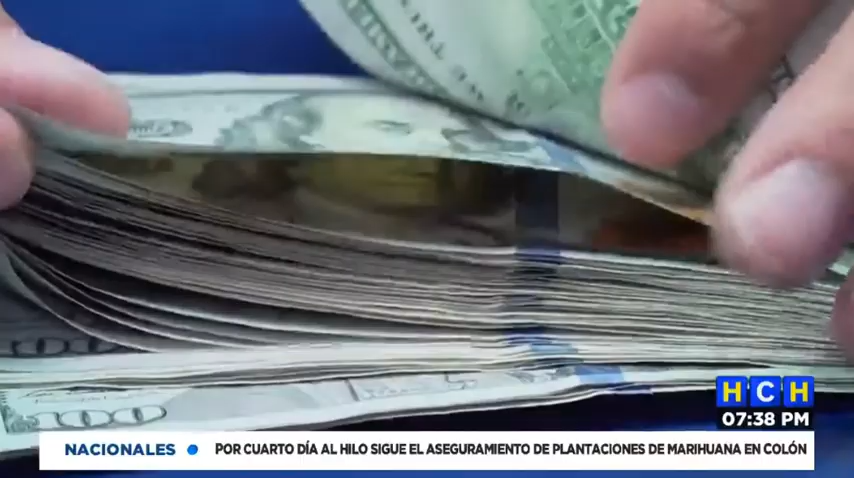 100
HCH
07:38 PM
NACIONALES
POR CUARTO DÍA AL HILO SIGUE EL ASEGURAMIENTO DE PLANTACIONES DE MARIHUANA EN COLÓN